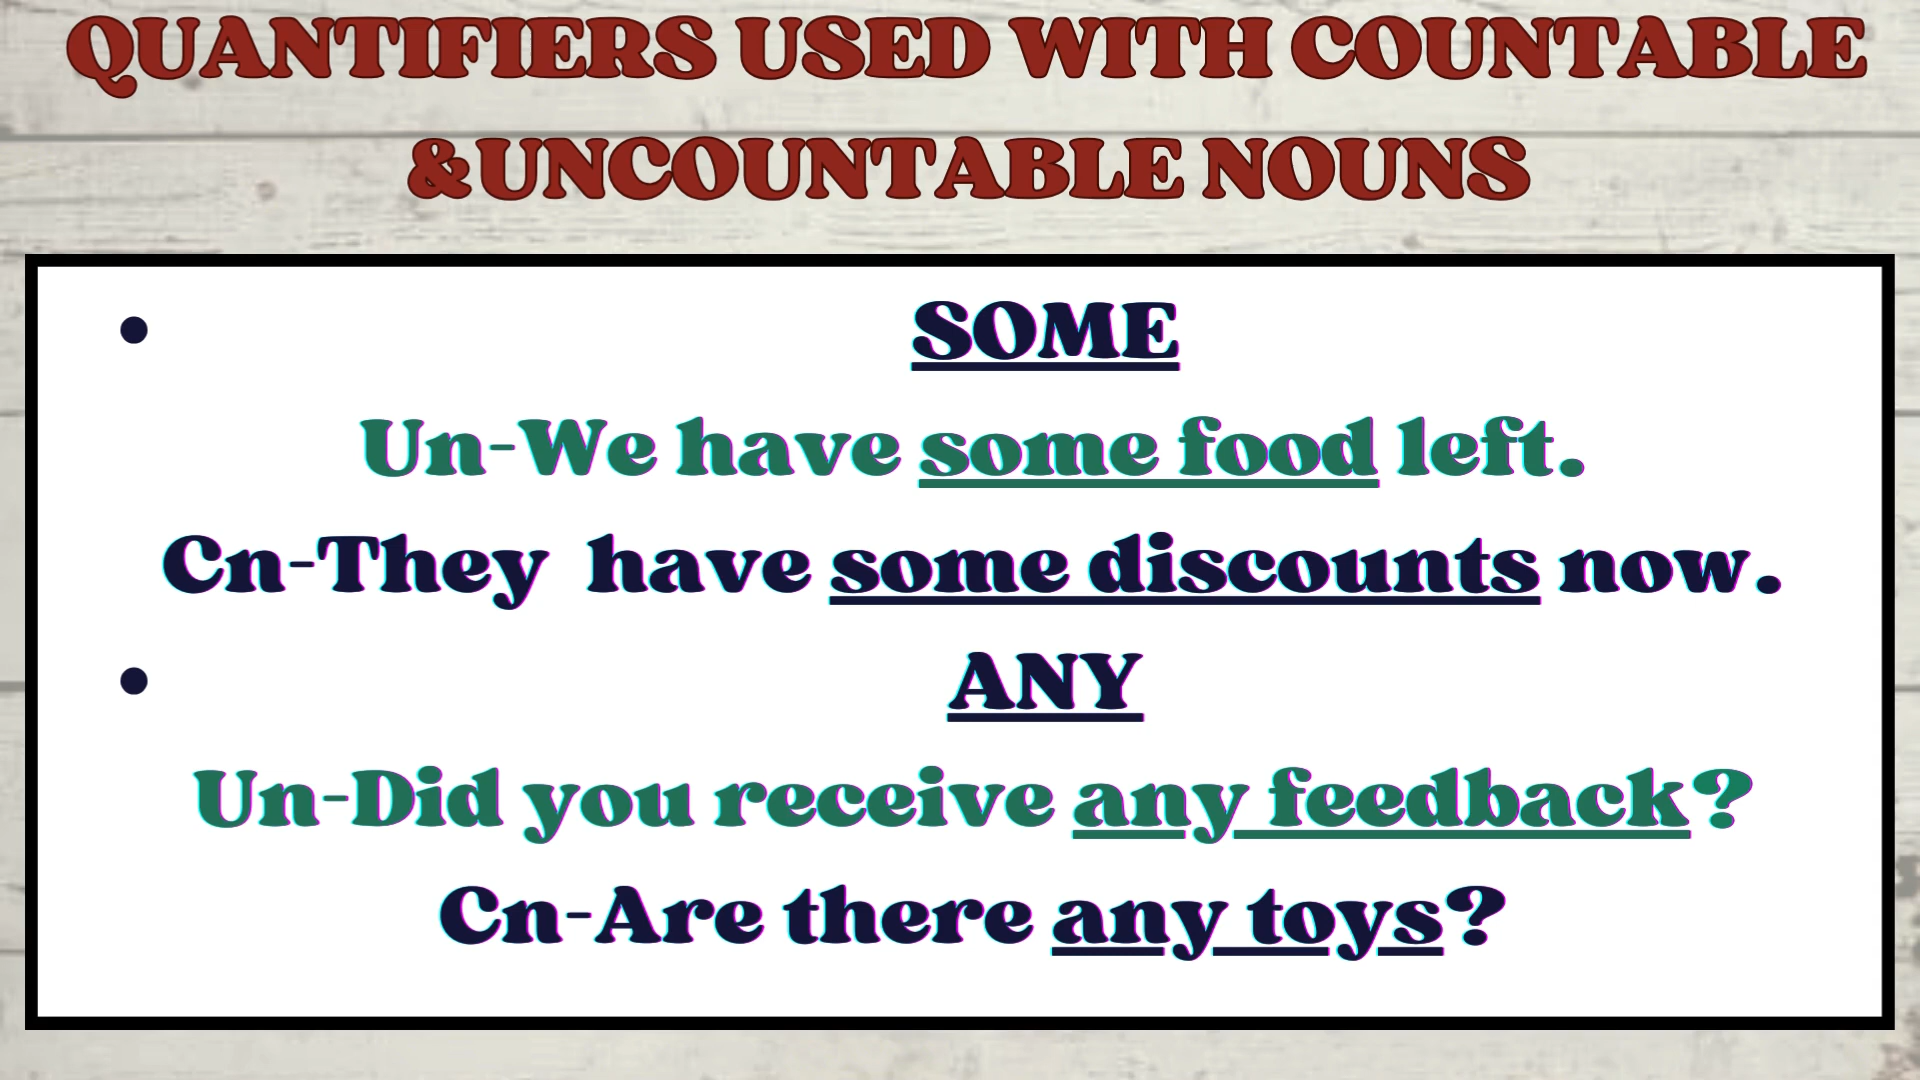 QUANTIFIERS USED WITH COUNTABLE
&UNCOUNTABLE NOUNS
• SOME
Un-We have some food left.
Cn-They  have some discounts now.
• ANY
Un-Did you receive any feedback?
Cn-Are there any toys?